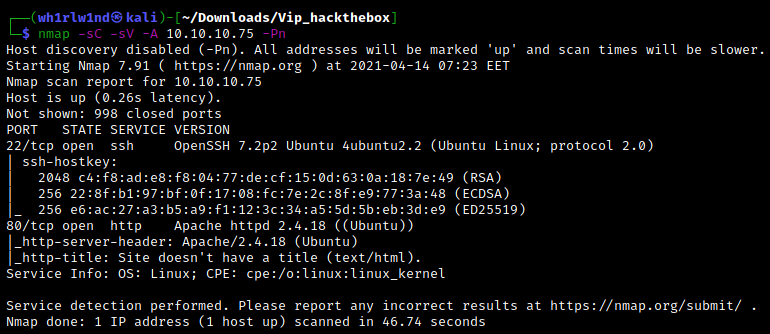 ┌──(wh1rlw1nd㉿kali)-[~/Downloads/Vip_hackthebox]
└─$ nmap -sC -sV -A 10.10.10.75 -Pn
Host discovery disabled (-Pn). All addresses will be marked 'up' and scan times will be slower.
Starting Nmap 7.91 ( https://nmap.org ) at 2021-04-14 07:23 EET
Nmap scan report for 10.10.10.75
Host is up (0.26s latency).
Not shown: 998 closed ports
PORT   STATE SERVICE VERSION
22/tcp open  ssh     OpenSSH 7.2p2 Ubuntu 4ubuntu2.2 (Ubuntu Linux; protocol 2.0)
| ssh-hostkey:
|   2048 c4:f8:ad:e8:f8:04:77:de:cf:15:0d:63:0a:18:7e:49 (RSA)
|   256 22:8f:b1:97:bf:0f:17:08:fc:7e:2c:8f:e9:77:3a:48 (ECDSA)
|_  256 e6:ac:27:a3:b5:a9:f1:12:3c:34:a5:5d:5b:eb:3d:e9 (ED25519)
80/tcp open  http    Apache httpd 2.4.18 ((Ubuntu))
|_http-server-header: Apache/2.4.18 (Ubuntu)
|_http-title: Site doesn't have a title (text/html).
Service Info: OS: Linux; CPE: cpe:/o:linux:linux_kernel

Service detection performed. Please report any incorrect results at https://nmap.org/submit/ .
Nmap done: 1 IP address (1 host up) scanned in 46.74 seconds